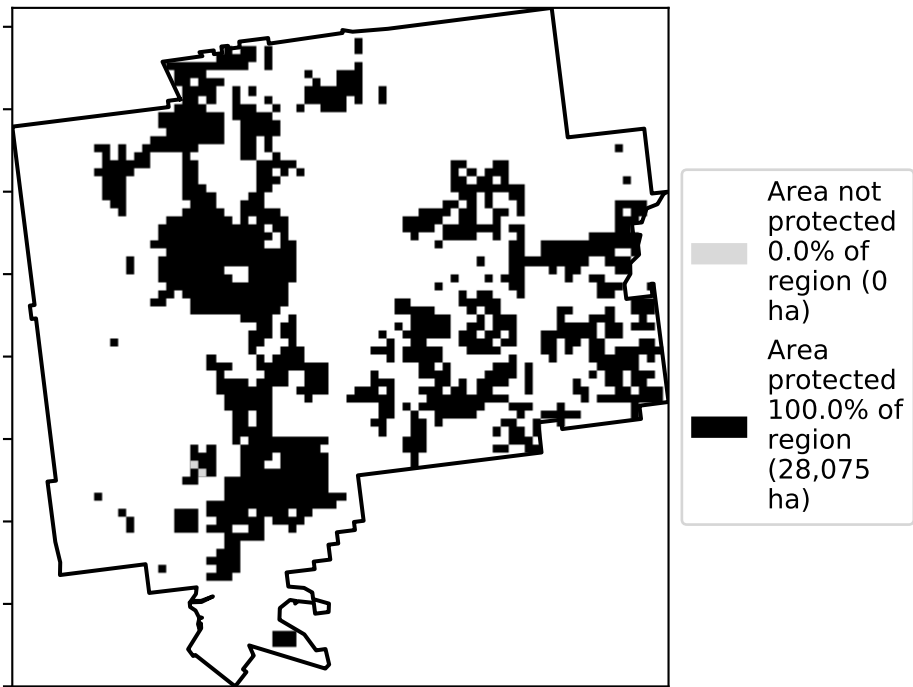 Area not
protected
0.0% of
region (0
ha)
Area
protected
100.0% of
region
(28,075
ha)